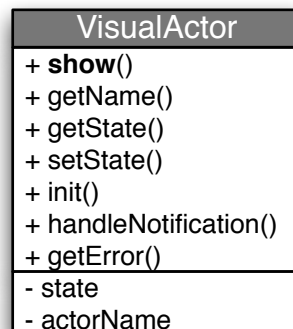 VisualActor
+ show()
+ getName()
+ getState()
+ setState()
+ init()
+ handleNotification()
+ getError()
- state
- actorName